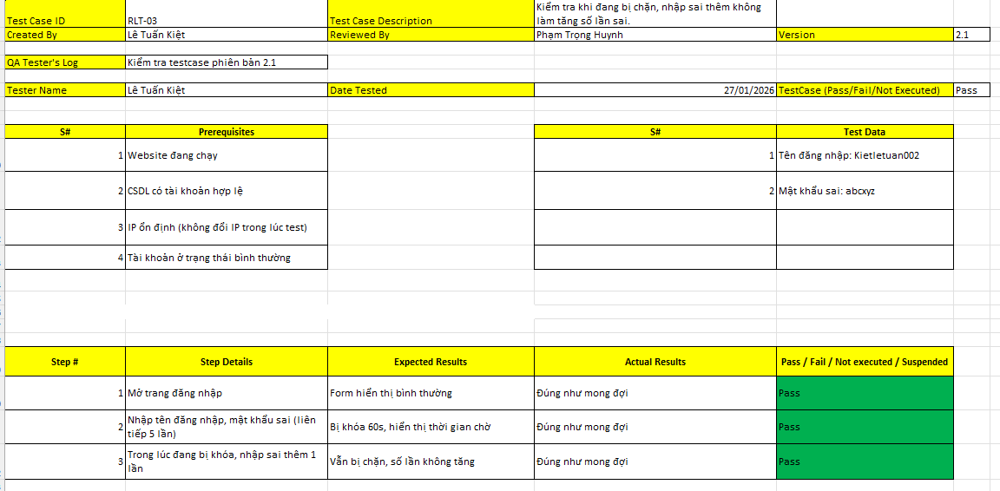 Kiểm tra khi đang bị chặn, nhập sai thêm không
Test Case ID RLT-03 Test Case Description làm tăng số lần sai.
Created By Lê Tuấn Kiệt Reviewed By Phạm Trọng Huynh Version 2.1
QA Tester's Log Kiểm tra testcase phiên bản 2.1
Tester Name Lê Tuấn Kiệt Date Tested 27/01/2026 TestCase (Pass/Fail/Not Executed) Pass
S# Prerequisites S# Test Data
1 Website đang chạy 1 Tên đăng nhập: Kietletuan002
2 CSDL có tài khoản hợp lệ 2 Mật khẩu sai: abcxyz
3 IP ổn định (không đổi IP trong lúc test)
4 Tài khoản ở trạng thái bình thường
Step # Step Details Expected Results Actual Results Pass / Fail / Not executed / Suspended
1 Mở trang đăng nhập Form hiển thị bình thường Đúng như mong đợi Pass
Nhập tên đăng nhập, mật khẩu sai (liên
2 tiếp 5 lần) Bị khóa 60s, hiển thị thời gian chờ Đúng như mong đợi Pass
Trong lúc đang bị khóa, nhập sai thêm 1
3 lần Vẫn bị chặn, số lần không tăng Đúng như mong đợi Pass